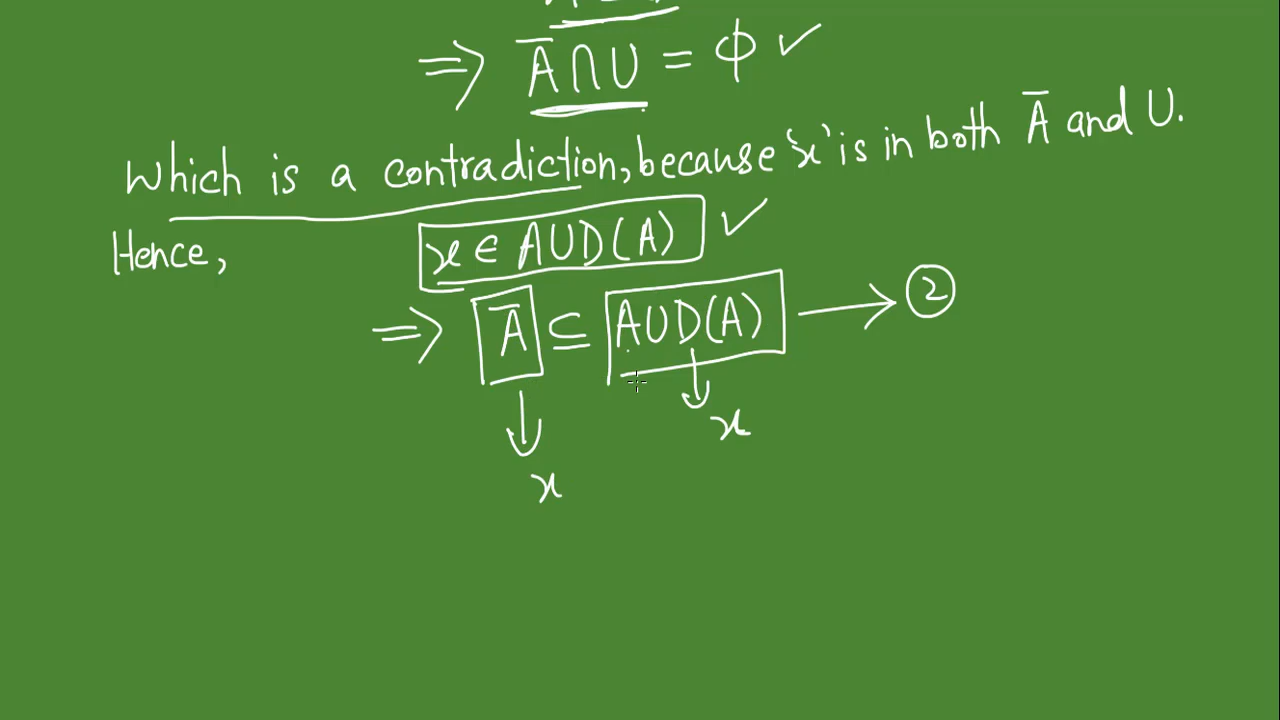 ⇒ A̅ ∩ U = ϕ ✓
Which is a contradiction, because 'x' is in both A̅ and U.
Hence, x ∈ A∪D(A) ✓
⇒ A̅ ⊆ A∪D(A) → ②
x
x